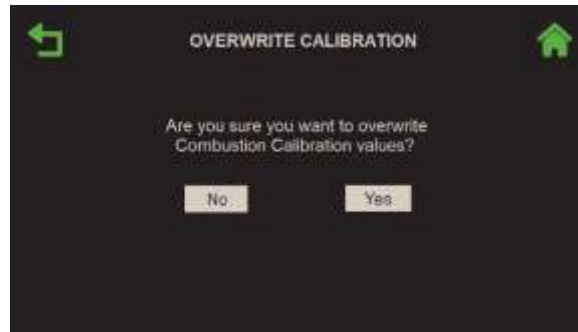 OVERWRITE CALIBRATION
Are you sure you want to overwrite
Combustion Calibration values?
No
Yes